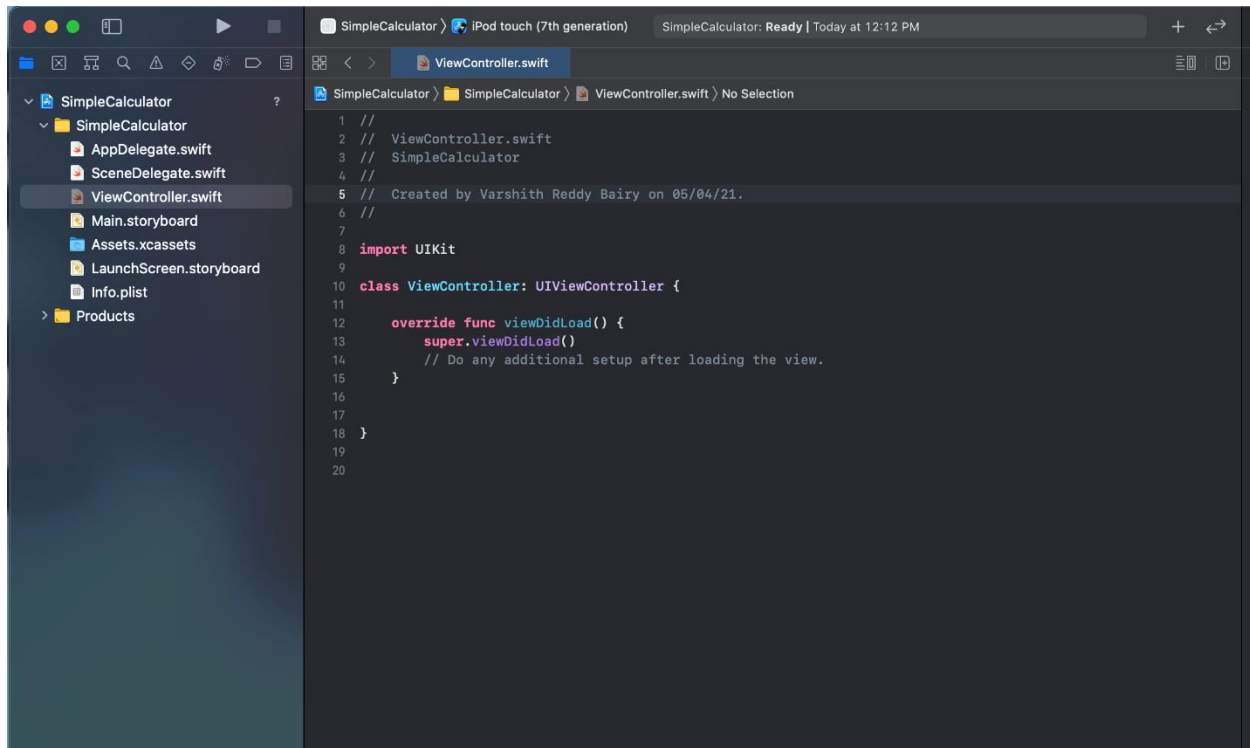 SimpleCalculator 〉 iPod touch (7th generation) SimpleCalculator: Ready | Today at 12:12 PM
ViewController.swift
SimpleCalculator ?
SimpleCalculator
AppDelegate.swift
SceneDelegate.swift
ViewController.swift
Main.storyboard
Assets.xcassets
LaunchScreen.storyboard
Info.plist
Products
SimpleCalculator 〉 SimpleCalculator 〉 ViewController.swift 〉 No Selection
1 //
2 //  ViewController.swift
3 //  SimpleCalculator
4 //
5 //  Created by Varshith Reddy Bairy on 05/04/21.
6 //
7
8 import UIKit
9
10 class ViewController: UIViewController {
11
12     override func viewDidLoad() {
13         super.viewDidLoad()
14         // Do any additional setup after loading the view.
15     }
16
17
18 }
19
20